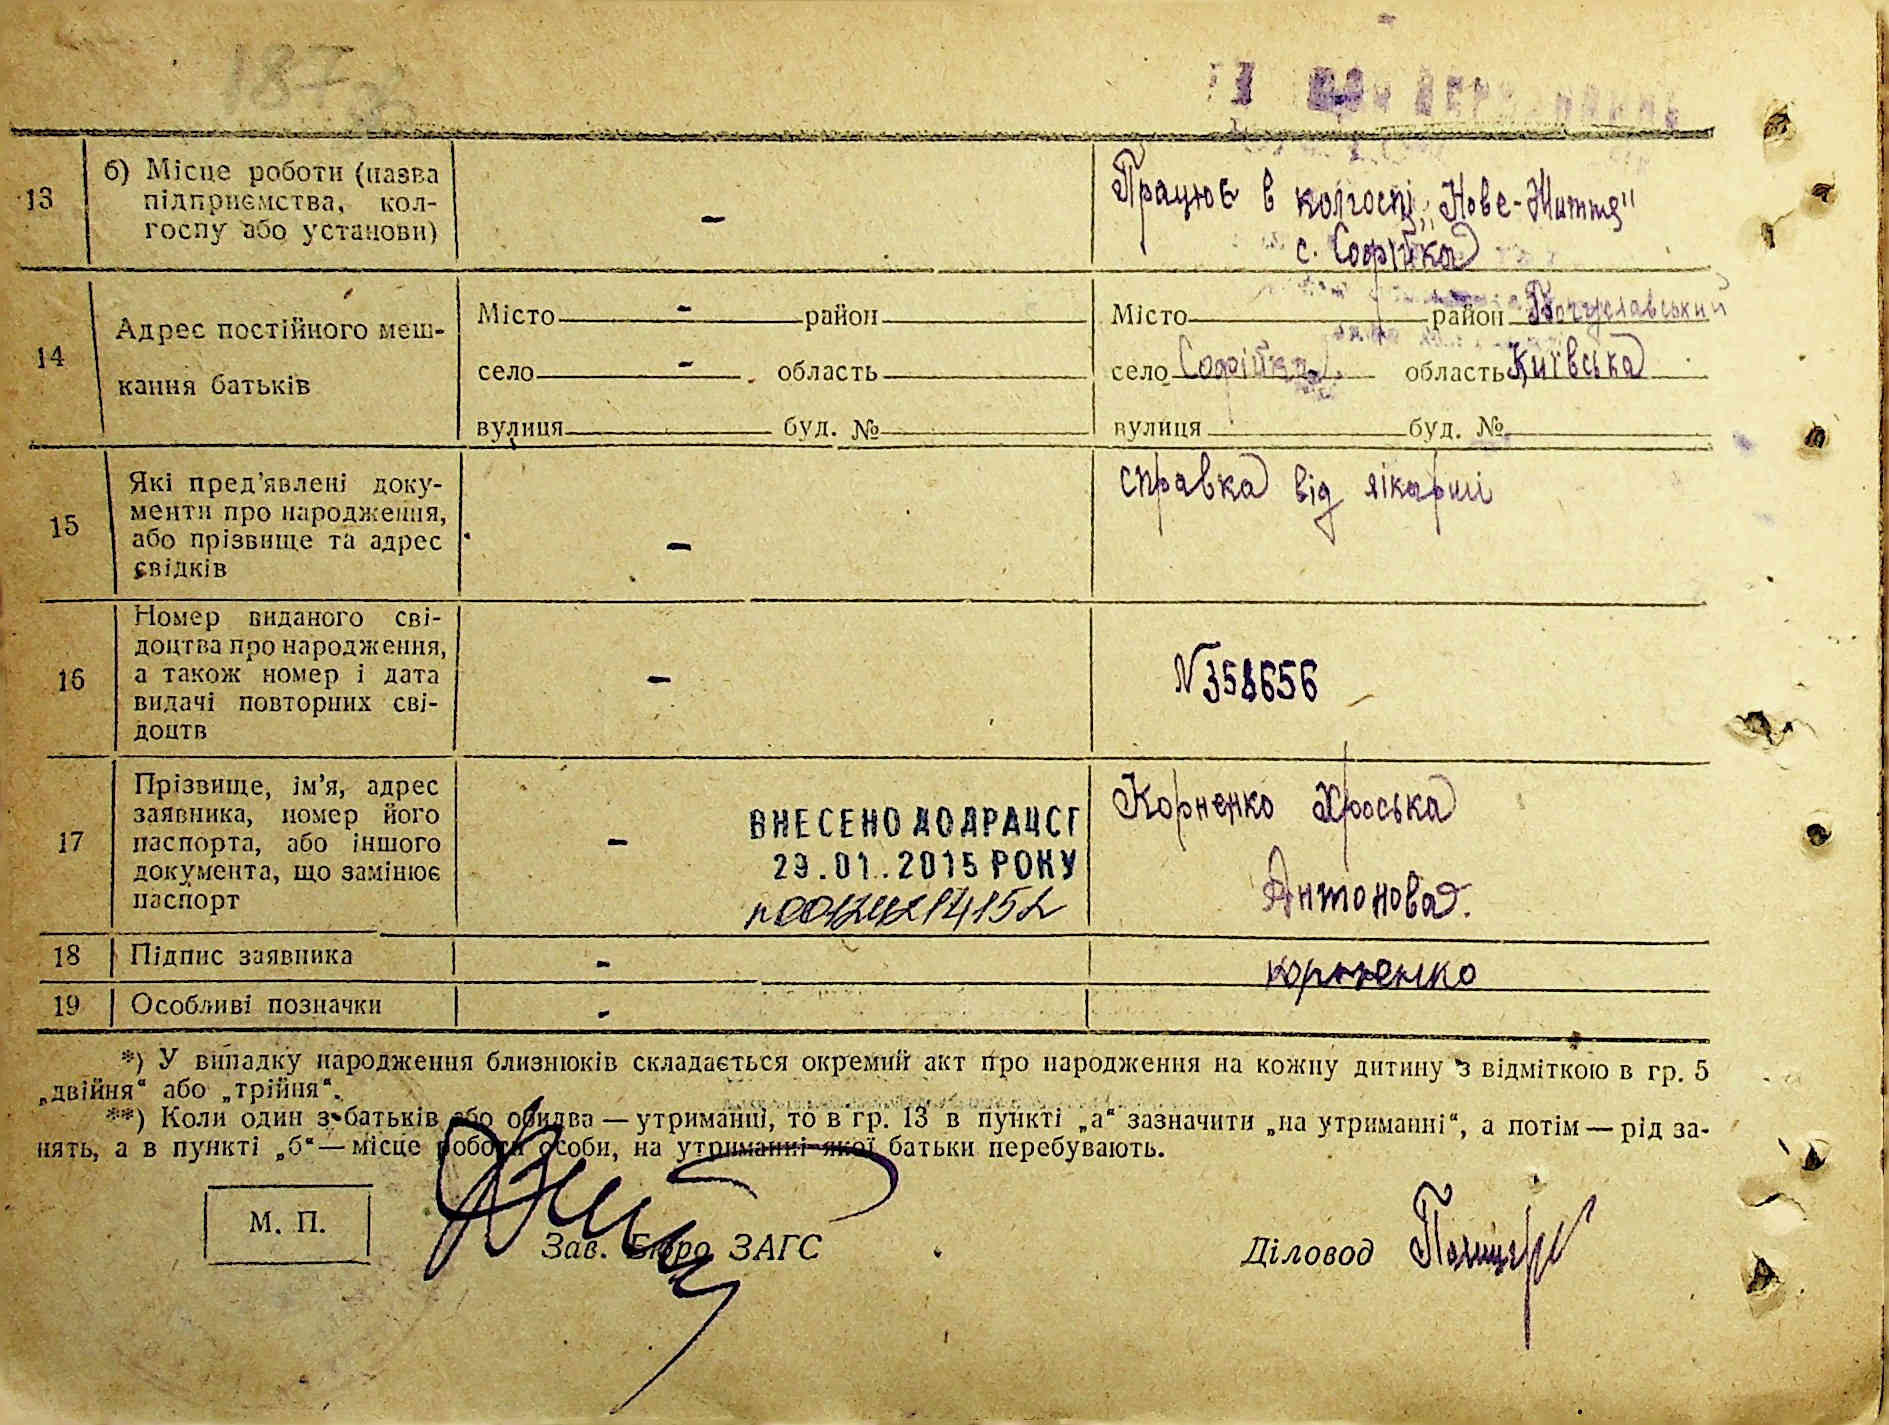 187
13
б) Місце роботи (назва
підприємства, кол-
госпу або установи)
-
Працює в колгоспі „Нове-Життя"
с. Софійка
14
Адрес постійного меш-
кання батьків
Місто - район
село - область
вулиця буд. №
Місто район Богуславський
село Софійка область Київська
вулиця буд. №
15
Які пред'явлені доку-
менти про народження,
або прізвище та адрес
свідків
-
справка від лікарні
16
Номер виданого сві-
доцтва про народження,
а також номер і дата
видачі повторних сві-
доцтв
-
N 358656
17
Прізвище, ім'я, адрес
заявника, номер його
паспорта, або іншого
документа, що замінює
паспорт
-
ВНЕСЕНО ДО ДРАЦСГ
29.01.2015 РОКУ
Корненко
Антонова.
18
Підпис заявника
-
корненко
19
Особливі позначки
-
*) У випадку народження близнюків складається окремий акт про народження на кожну дитину з відміткою в гр. 5
„двійня“ або „трійня“.
**) Коли один з батьків або обидва — утриманці, то в гр. 13 в пункті „а“ зазначити „на утриманні“, а потім — рід за-
нять, а в пункті „б“ — місце роботи особи, на утриманні якої батьки перебувають.
М. П.
Зав. Бюро ЗАГС
Діловод